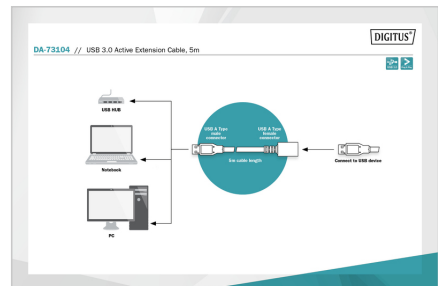 DIGITUS®
DA-73104 // USB 3.0 Active Extension Cable, 5m
USB HUB
USB A Type
male
connector
USB A Type
female
connector
5m cable length
Connect to USB device
Notebook
PC